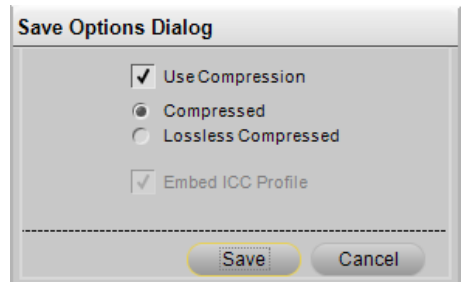 Save Options Dialog
Use Compression
Compressed
Lossless Compressed
Embed ICC Profile
Save Cancel